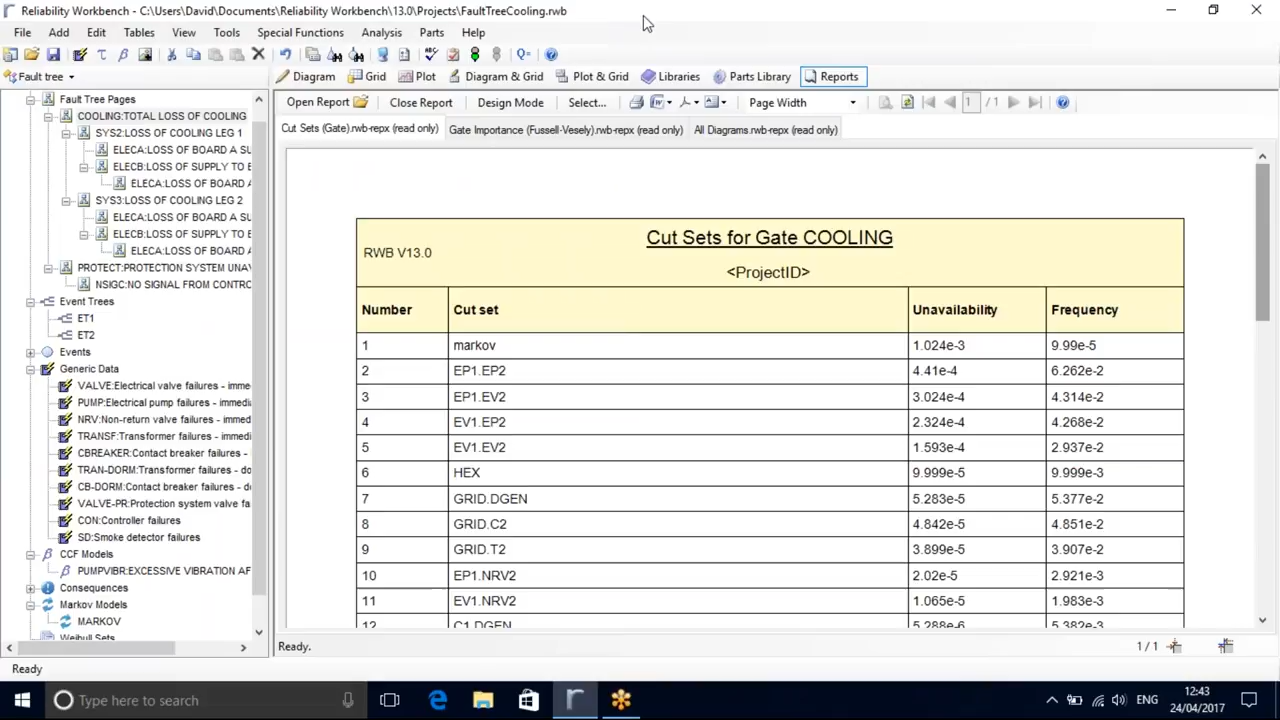 Reliability Workbench - C:\Users\David\Documents\Reliability Workbench\13.0\Projects\FaultTreeCooling.rwb
File Add Edit Tables View Tools Special Functions Analysis Parts Help
Fault tree
Diagram Grid Plot Diagram & Grid Plot & Grid Libraries Parts Library Reports
Open Report Close Report Design Mode Select... Page Width 1 / 1
Cut Sets (Gate).rwb-repx (read only) Gate Importance (Fussell-Vesely).rwb-repx (read only) All Diagrams.rwb-repx (read only)
Fault Tree Pages
COOLING:TOTAL LOSS OF COOLING
SYS2:LOSS OF COOLING LEG 1
ELECA:LOSS OF BOARD A SU
ELECB:LOSS OF SUPPLY TO E
ELECA:LOSS OF BOARD A
SYS3:LOSS OF COOLING LEG 2
ELECA:LOSS OF BOARD A SU
ELECB:LOSS OF SUPPLY TO E
ELECA:LOSS OF BOARD A
PROTECT:PROTECTION SYSTEM UNAV
NSIGC:NO SIGNAL FROM CONTRO
Event Trees
ET1
ET2
Events
Generic Data
VALVE:Electrical valve failures - imme
PUMP:Electrical pump failures - immedia
NRV:Non-return valve failures - immedi
TRANSF:Transformer failures - immedi
CBREAKER:Contact breaker failures - i
TRAN-DORM:Transformer failures - do
CB-DORM:Contact breaker failures - d
VALVE-PR:Protection system valve fa
CON:Controller failures
SD:Smoke detector failures
CCF Models
PUMPVIBR:EXCESSIVE VIBRATION AF
Consequences
Markov Models
MARKOV
Weibull Sets
RWB V13.0
Cut Sets for Gate COOLING
<ProjectID>
Number Cut set Unavailability Frequency
1 markov 1.024e-3 9.99e-5
2 EP1.EP2 4.41e-4 6.262e-2
3 EP1.EV2 3.024e-4 4.314e-2
4 EV1.EP2 2.324e-4 4.268e-2
5 EV1.EV2 1.593e-4 2.937e-2
6 HEX 9.999e-5 9.999e-3
7 GRID.DGEN 5.283e-5 5.377e-2
8 GRID.C2 4.842e-5 4.851e-2
9 GRID.T2 3.899e-5 3.907e-2
10 EP1.NRV2 2.02e-5 2.921e-3
11 EV1.NRV2 1.065e-5 1.983e-3
12 C1.DGEN 5.288e-6 5.382e-3
Ready. 1 / 1
Ready
Type here to search
ENG
12:43
24/04/2017